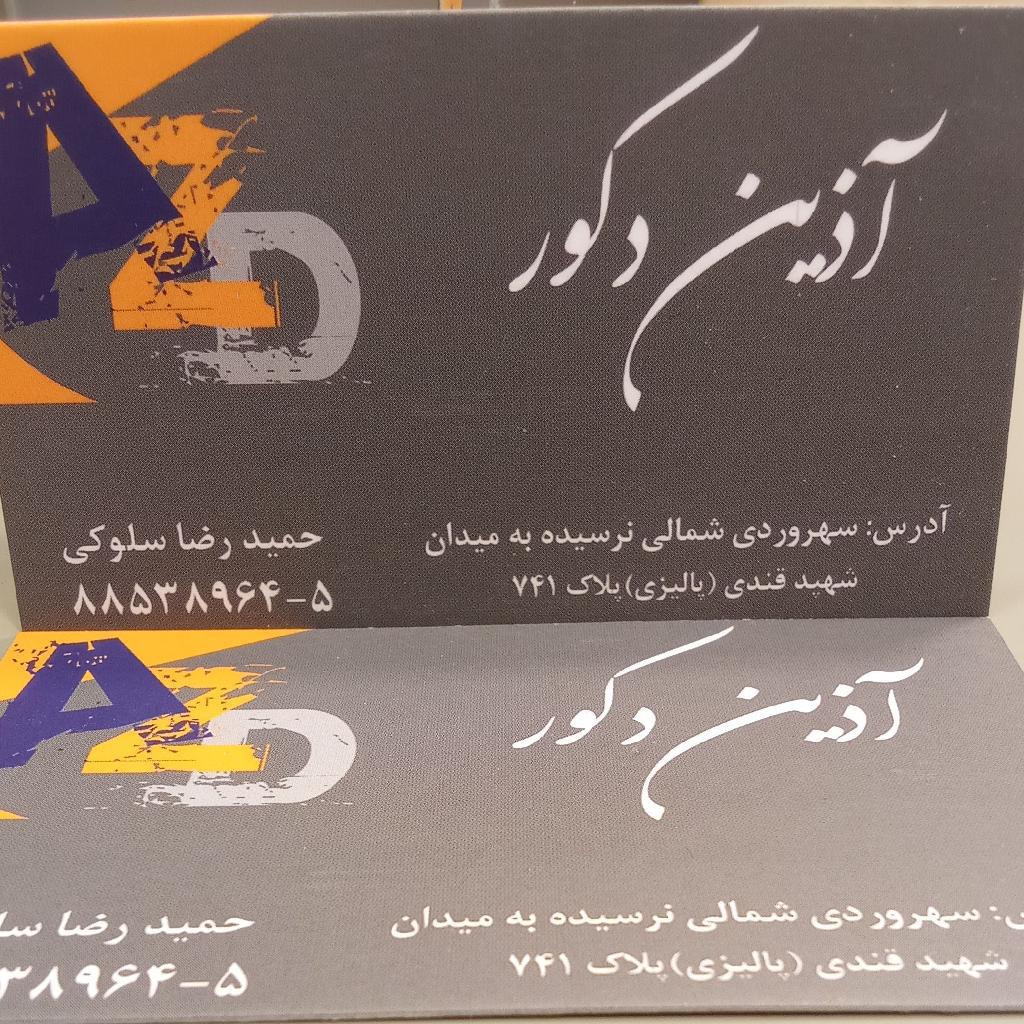 آذین دکور
AZD
آدرس: سهروردی شمالی نرسیده به میدان
شهید قندی (پالیزی) پلاک ۷۴۱
حمید رضا سلوکی
۸۸۵۳۸۹۶۴-۵
آذین دکور
AZD
س: سهروردی شمالی نرسیده به میدان
شهید قندی (پالیزی) پلاک ۷۴۱
حمید رضا سلو
۳۸۹۶۴-۵